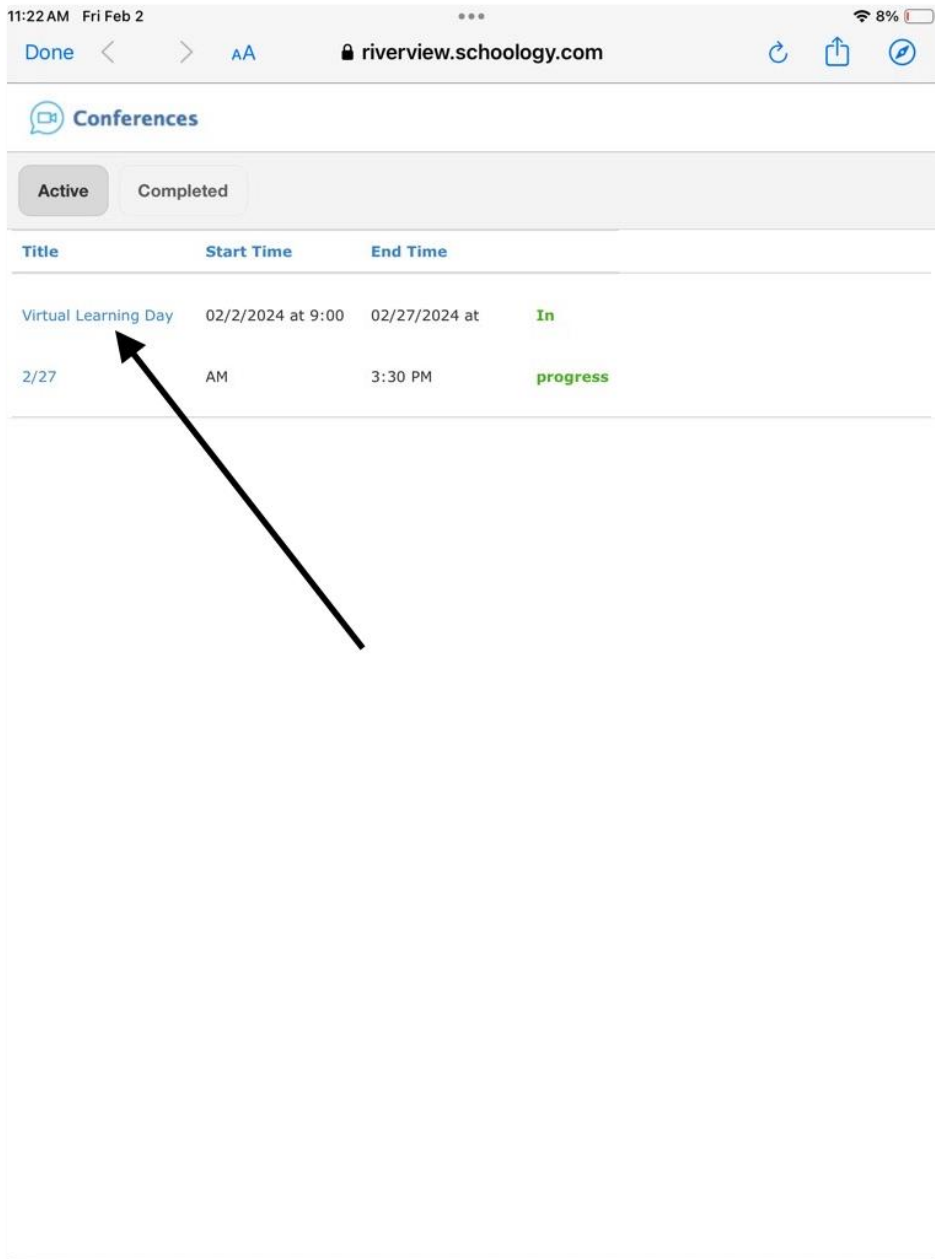 11:22 AM Fri Feb 2 8%
Done AA riverview.schoology.com
Conferences
Active Completed
Title Start Time End Time
Virtual Learning Day 02/2/2024 at 9:00 02/27/2024 at In
2/27 AM 3:30 PM progress